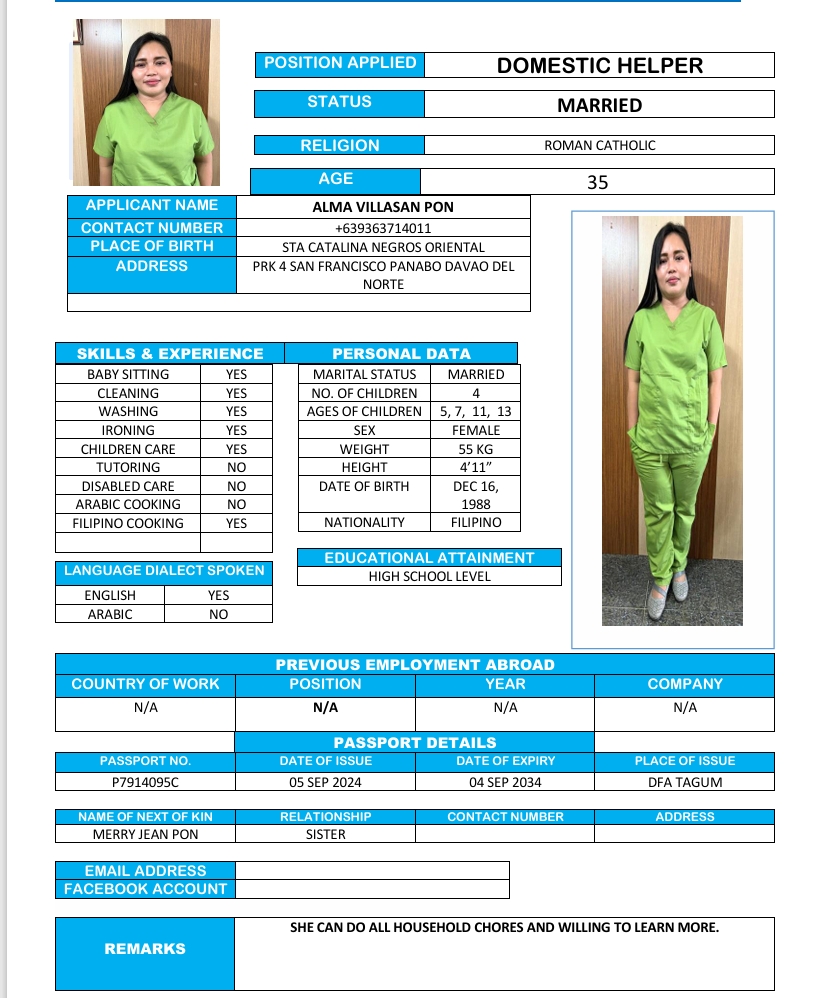 POSITION APPLIED DOMESTIC HELPER
STATUS MARRIED
RELIGION ROMAN CATHOLIC
AGE 35
APPLICANT NAME ALMA VILLASAN PON
CONTACT NUMBER +639363714011
PLACE OF BIRTH STA CATALINA NEGROS ORIENTAL
ADDRESS PRK 4 SAN FRANCISCO PANABO DAVAO DEL
NORTE
SKILLS & EXPERIENCE
BABY SITTING YES
CLEANING YES
WASHING YES
IRONING YES
CHILDREN CARE YES
TUTORING NO
DISABLED CARE NO
ARABIC COOKING NO
FILIPINO COOKING YES
LANGUAGE DIALECT SPOKEN
ENGLISH YES
ARABIC NO
PERSONAL DATA
MARITAL STATUS MARRIED
NO. OF CHILDREN 4
AGES OF CHILDREN 5, 7, 11, 13
SEX FEMALE
WEIGHT 55 KG
HEIGHT 4’11”
DATE OF BIRTH DEC 16,
1988
NATIONALITY FILIPINO
EDUCATIONAL ATTAINMENT
HIGH SCHOOL LEVEL
PREVIOUS EMPLOYMENT ABROAD
COUNTRY OF WORK POSITION YEAR COMPANY
N/A N/A N/A N/A
PASSPORT DETAILS
PASSPORT NO. DATE OF ISSUE DATE OF EXPIRY PLACE OF ISSUE
P7914095C 05 SEP 2024 04 SEP 2034 DFA TAGUM
NAME OF NEXT OF KIN RELATIONSHIP CONTACT NUMBER ADDRESS
MERRY JEAN PON SISTER
EMAIL ADDRESS
FACEBOOK ACCOUNT
REMARKS SHE CAN DO ALL HOUSEHOLD CHORES AND WILLING TO LEARN MORE.